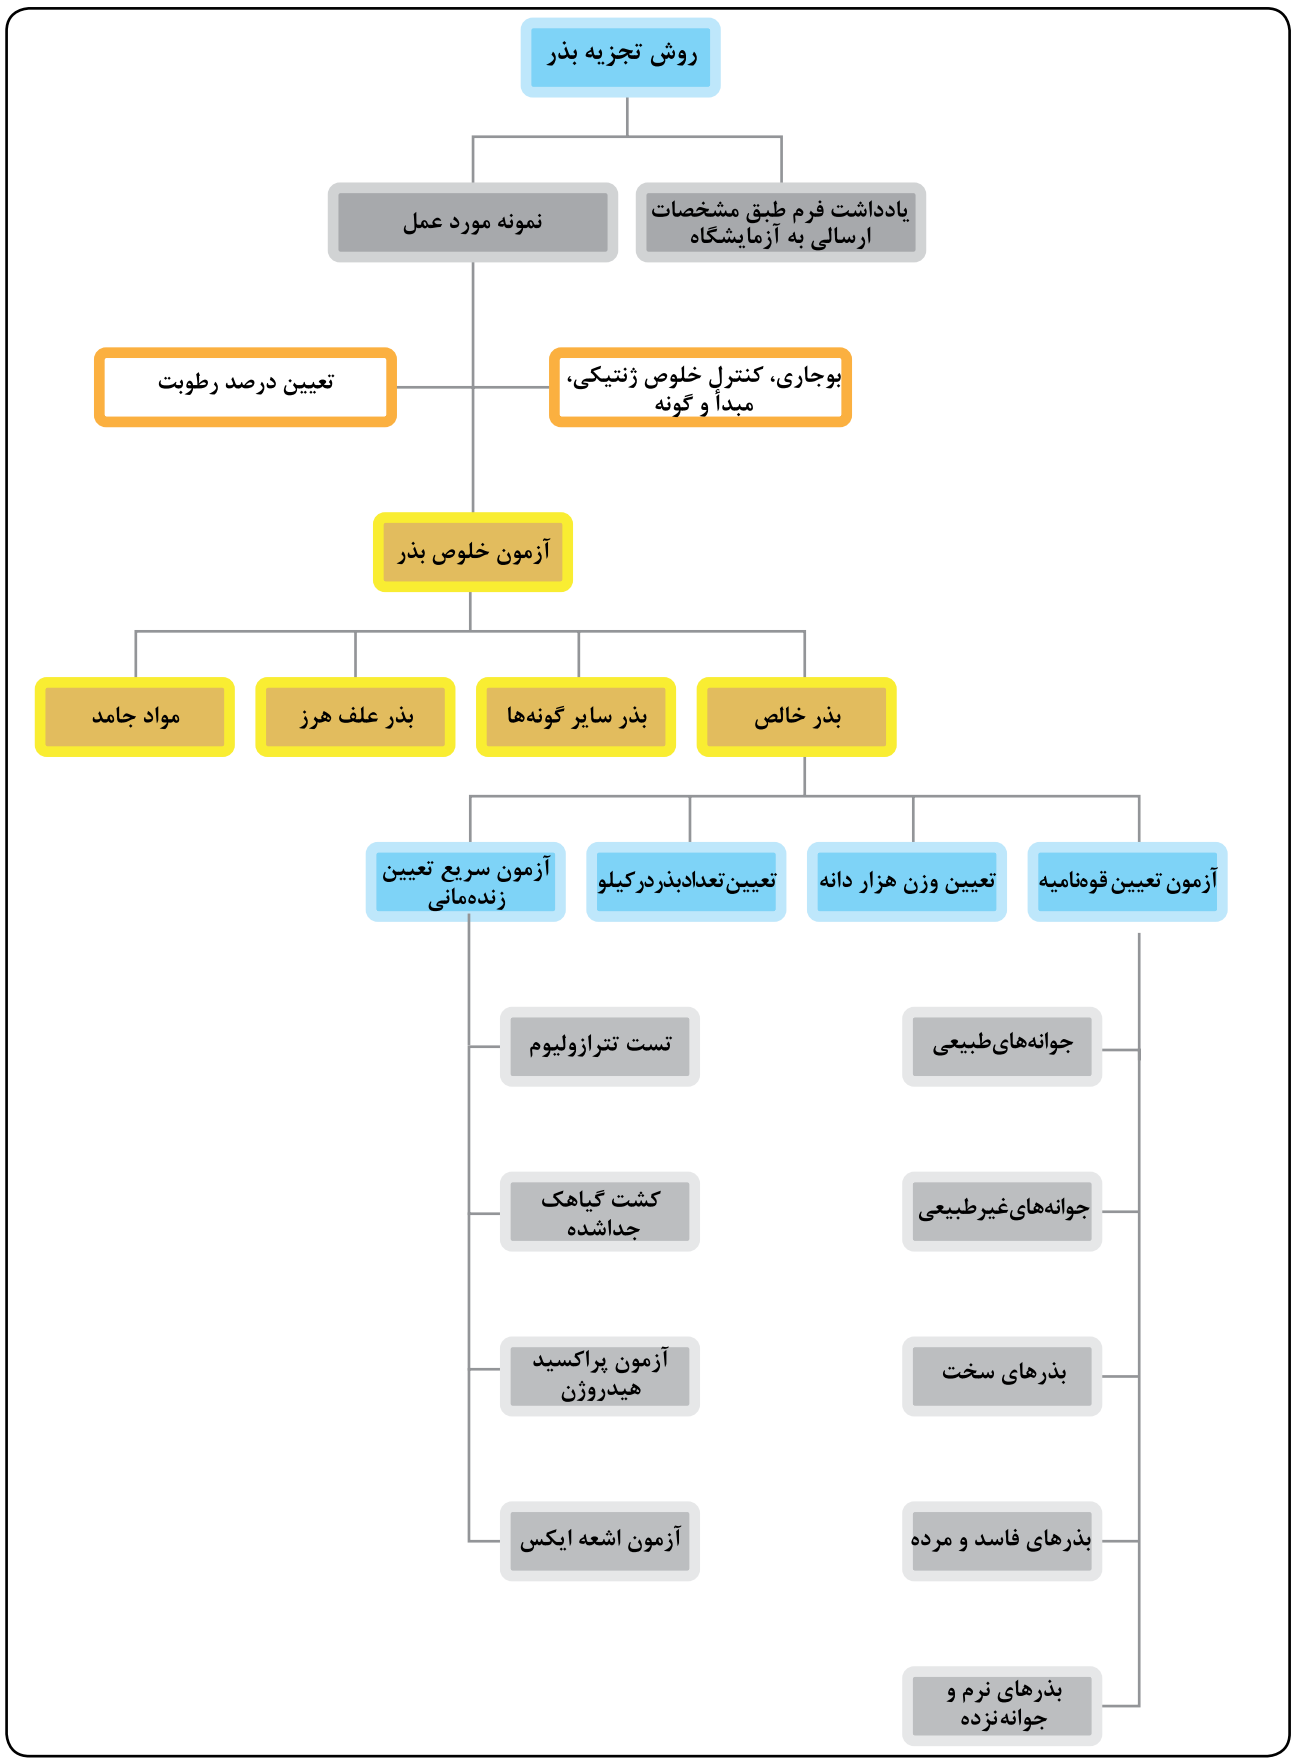 روش تجزیه بذر
یادداشت فرم طبق مشخصات
ارسالی به آزمایشگاه
نمونه مورد عمل
بوجاری، کنترل خلوص ژنتیکی،
مبدأ و گونه
تعیین درصد رطوبت
آزمون خلوص بذر
بذر خالص
بذر سایر گونه‌ها
بذر علف هرز
مواد جامد
آزمون تعیین قوه‌نامیه
تعیین وزن هزار دانه
تعیین تعداد بذر در کیلو
آزمون سریع تعیین
زنده‌مانی
جوانه‌های طبیعی
جوانه‌های غیرطبیعی
بذرهای سخت
بذرهای فاسد و مرده
بذرهای نرم و
جوانه‌نزده
تست تترازولیوم
کشت گیاهک
جداشده
آزمون پراکسید
هیدروژن
آزمون اشعه ایکس